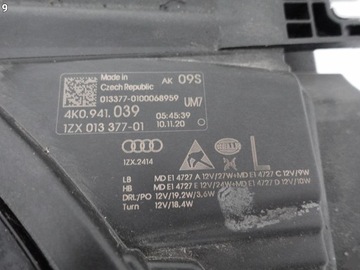 9
Made in
Czech Republic
AK 09S
013377-0100068959
UM7
4K0.941.039
05:45:39
1ZX 013 377-01
10.11.20
1ZX.2414
HELLA
L
LB MD E1 4727 A 12V/27W+MD E1 4727 C 12V/9W
HB MD E1 4727 E 12V/24W+MD E1 4727 D 12V/10W
DRL/PO 12V/19.2W/3.6W
Turn 12V/18.4W